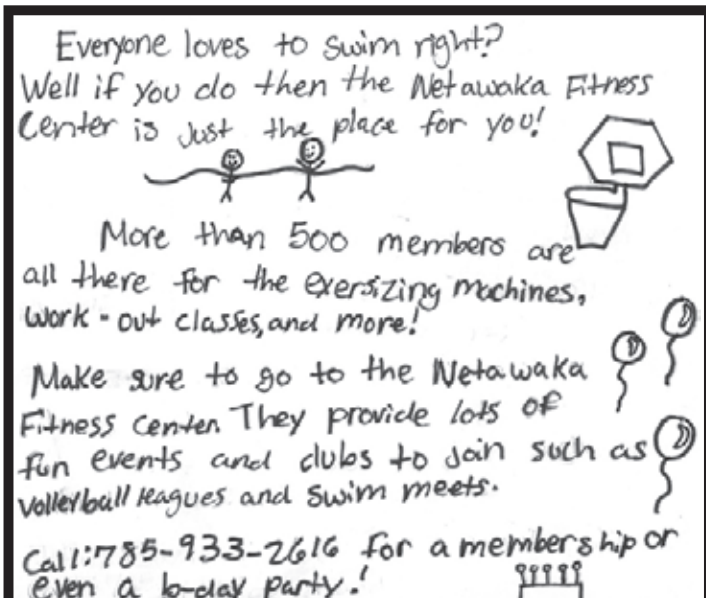 Everyone loves to swim right?
Well if you do then the Netawaka Fitness
Center is just the place for you!
More than 500 members are
all there for the exersizing machines,
work-out classes, and more!
Make sure to go to the Netawaka
Fitness Center. They provide lots of
fun events and clubs to join such as
vollerball leagues and swim meets.
Call: 785-933-2616 for a membership or
even a b-day party!